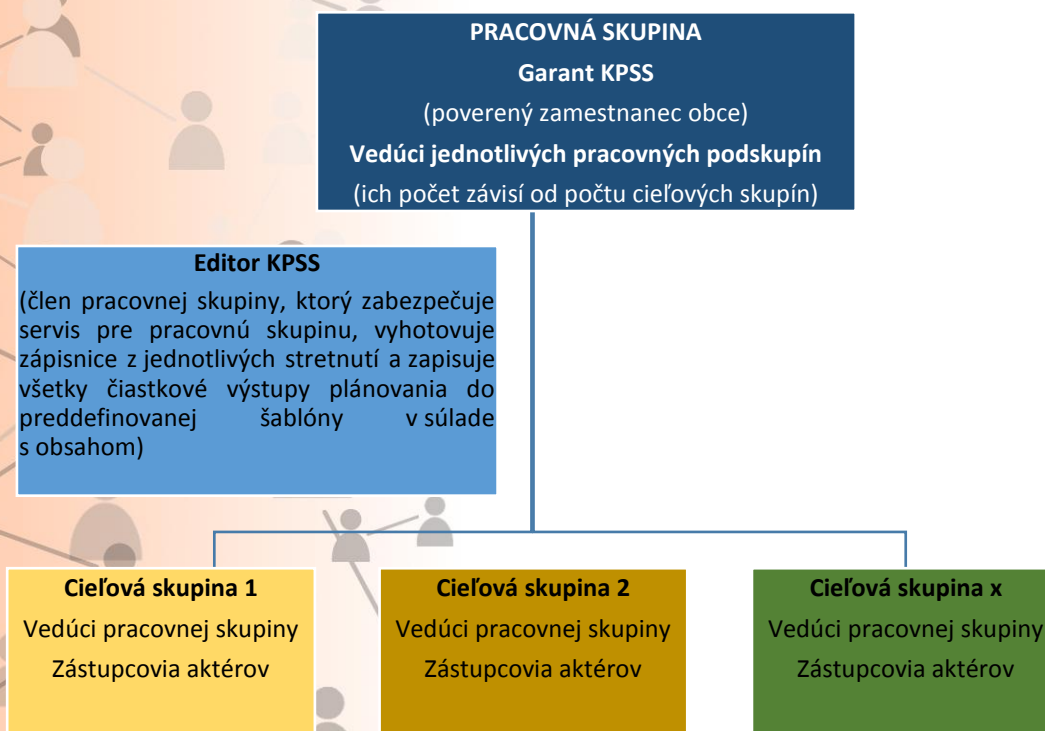 PRACOVNÁ SKUPINA
Garant KPSS
(poverený zamestnanec obce)
Vedúci jednotlivých pracovných podskupín
(ich počet závisí od počtu cieľových skupín)
Editor KPSS
(člen pracovnej skupiny, ktorý zabezpečuje
servis pre pracovnú skupinu, vyhotovuje
zápisnice z jednotlivých stretnutí a zapisuje
všetky čiastkové výstupy plánovania do
preddefinovanej šablóny v súlade
s obsahom)
Cieľová skupina 1
Vedúci pracovnej skupiny
Zástupcovia aktérov
Cieľová skupina 2
Vedúci pracovnej skupiny
Zástupcovia aktérov
Cieľová skupina x
Vedúci pracovnej skupiny
Zástupcovia aktérov